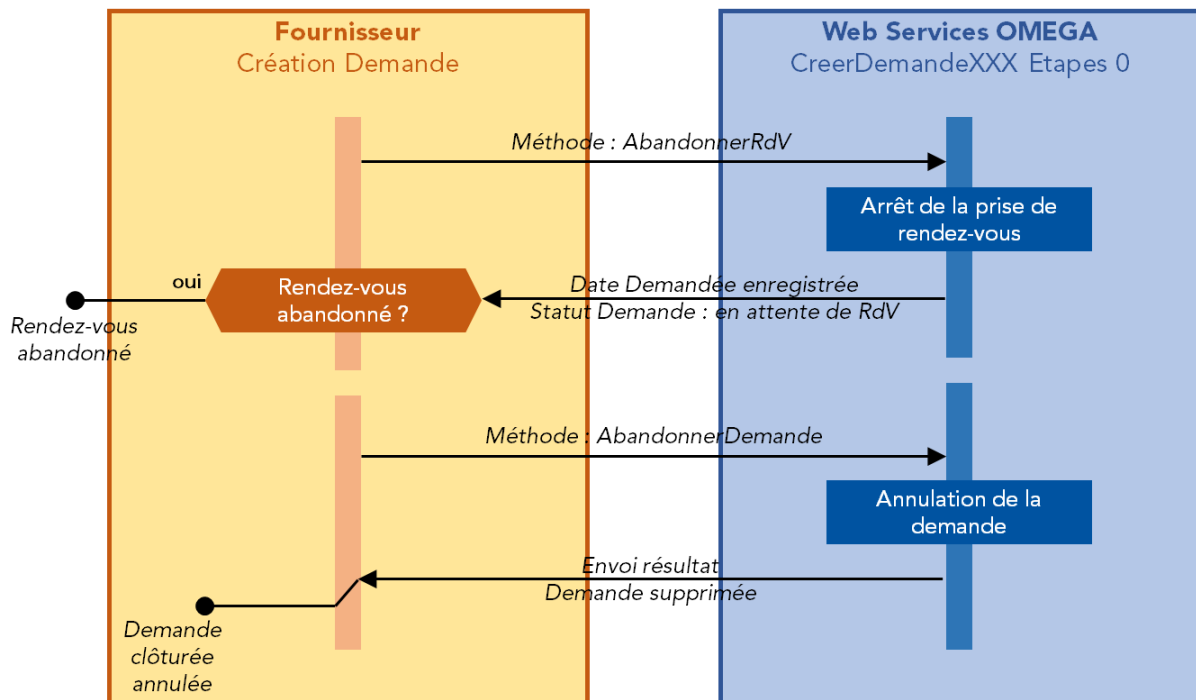 Fournisseur
Création Demande
Web Services OMEGA
CreerDemandeXXX Etapes 0
Méthode : AbandonnerRdV
Arrêt de la prise de
rendez-vous
oui
Rendez-vous
abandonné ?
Date Demandée enregistrée
Statut Demande : en attente de RdV
Rendez-vous
abandonné
Méthode : AbandonnerDemande
Annulation de la
demande
Envoi résultat
Demande supprimée
Demande
clôturée
annulée